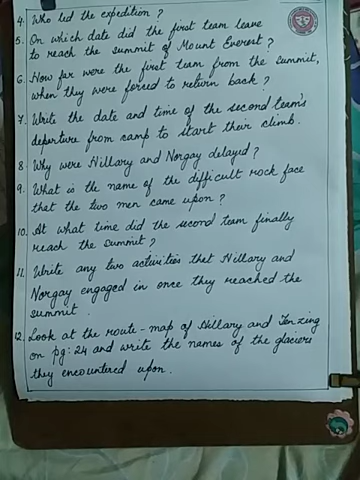 4. Who led the expedition?
5. On which date did the first team leave
to reach the summit of Mount Everest?
6. How far were the first team from the summit,
when they were forced to return back?
7. Write the date and time of the second team's
departure from camp to start their climb.
8. Why were Hillary and Norgay delayed?
9. What is the name of the difficult rock face
that the two men came upon?
10. At what time did the second team finally
reach the summit?
11. Write any two activities that Hillary and
Norgay engaged in once they reached the
summit.
12. Look at the route-map of Hillary and Tenzing
on pg: 24 and write the names of the glaciers
they encountered upon.